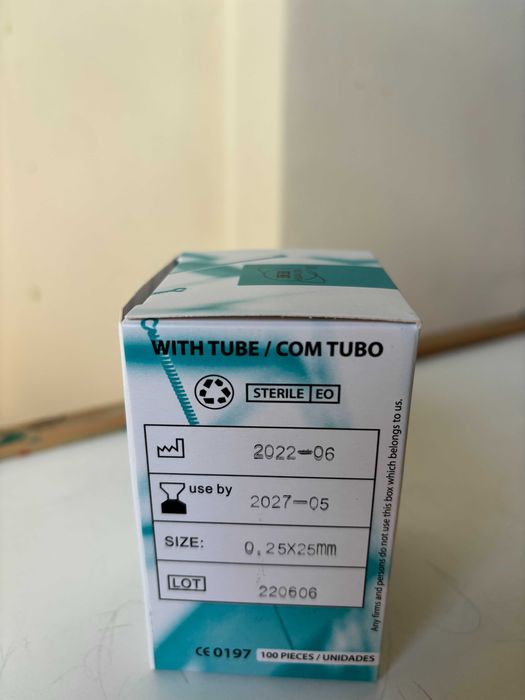 WITH TUBE / COM TUBO
STERILE EO
2022-06
use by 2027-05
SIZE: 0,25X25mm
LOT 220606
CE 0197 100 PIECES / UNIDADES
Any firms and persons do not use this box which belongs to us.